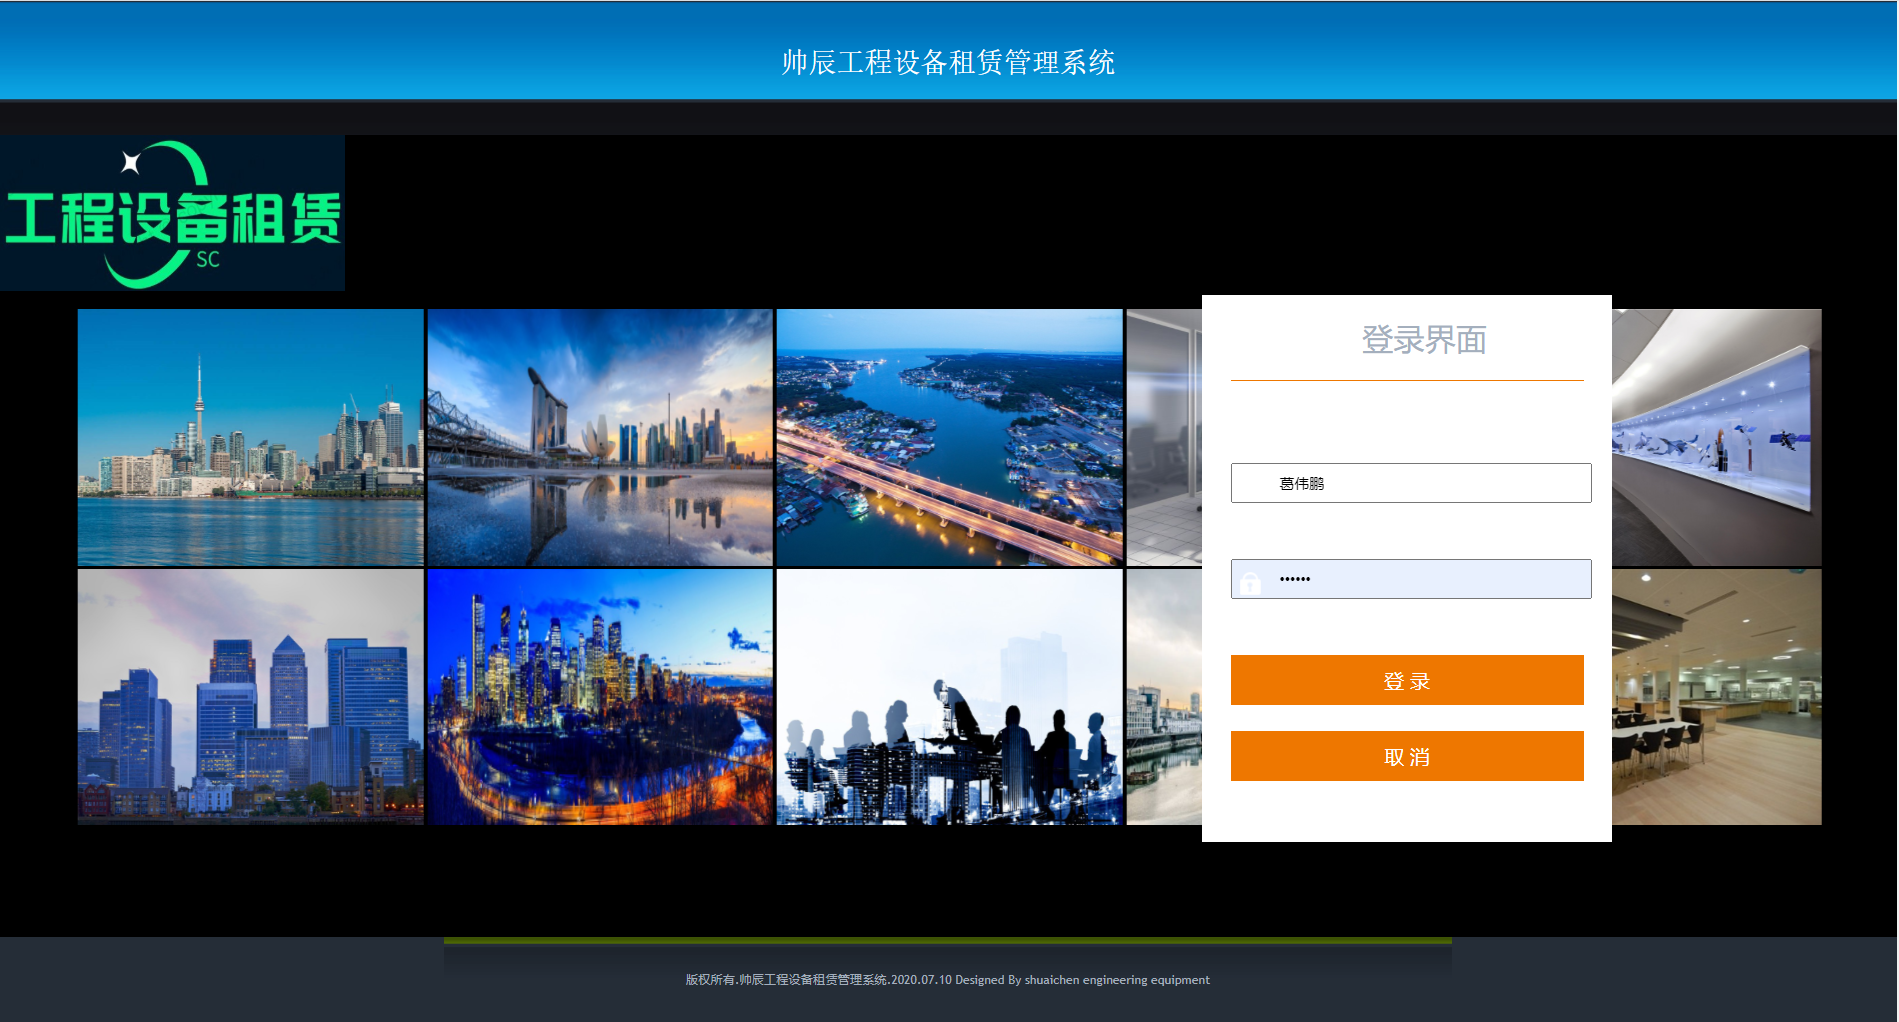 帅辰工程设备租赁管理系统
工程设备租赁
SC
登录界面
葛伟鹏
••••••
登 录
取 消
版权所有.帅辰工程设备租赁管理系统.2020.07.10 Designed By shuaichen engineering equipment